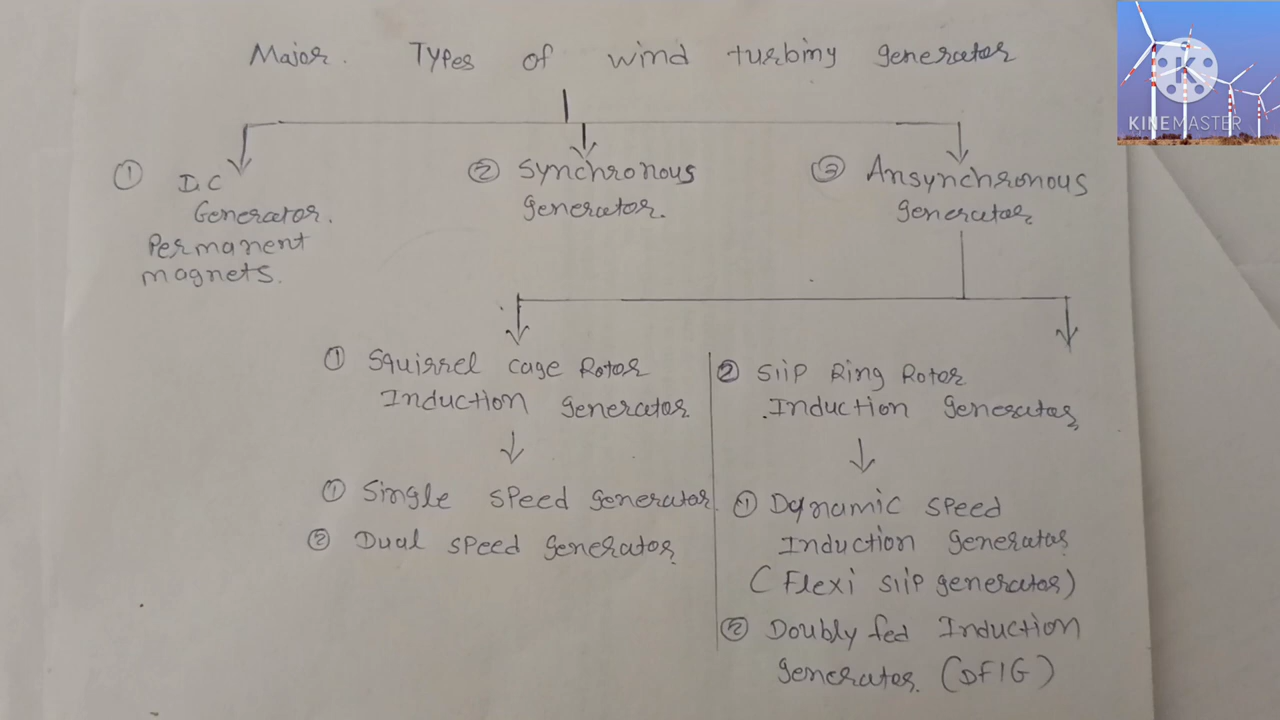 Major. Types of wind turbiny generator
① D.C
Generator.
Permanent
magnets.
② Synchronous
generator.
③ Ansynchronous
generator
① Squirrel cage Rotor
Induction generator
② Slip Ring Rotor
Induction generator
① Single speed generator
② Dual speed generator
① Dynamic speed
Induction generator
(Flexi slip generator)
② Doubly fed Induction
generator. (DFIG)
K
KINEMASTER